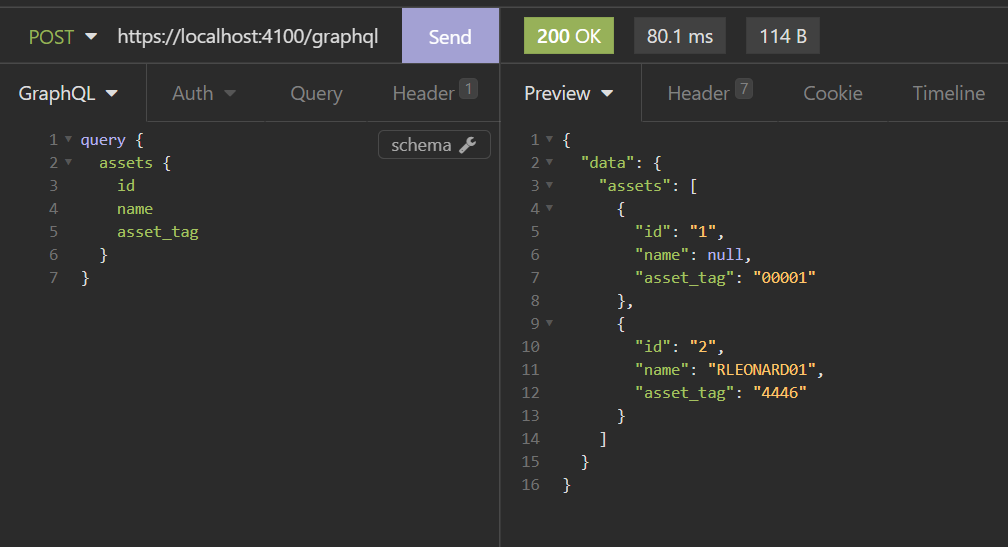 POST https://localhost:4100/graphql Send 200 OK 80.1 ms 114 B
GraphQL Auth Query Header 1 Preview Header 7 Cookie Timeline
schema
1 query {
2 assets {
3 id
4 name
5 asset_tag
6 }
7 }
1 {
2 "data": {
3 "assets": [
4 {
5 "id": "1",
6 "name": null,
7 "asset_tag": "00001"
8 },
9 {
10 "id": "2",
11 "name": "RLEONARD01",
12 "asset_tag": "4446"
13 }
14 ]
15 }
16 }